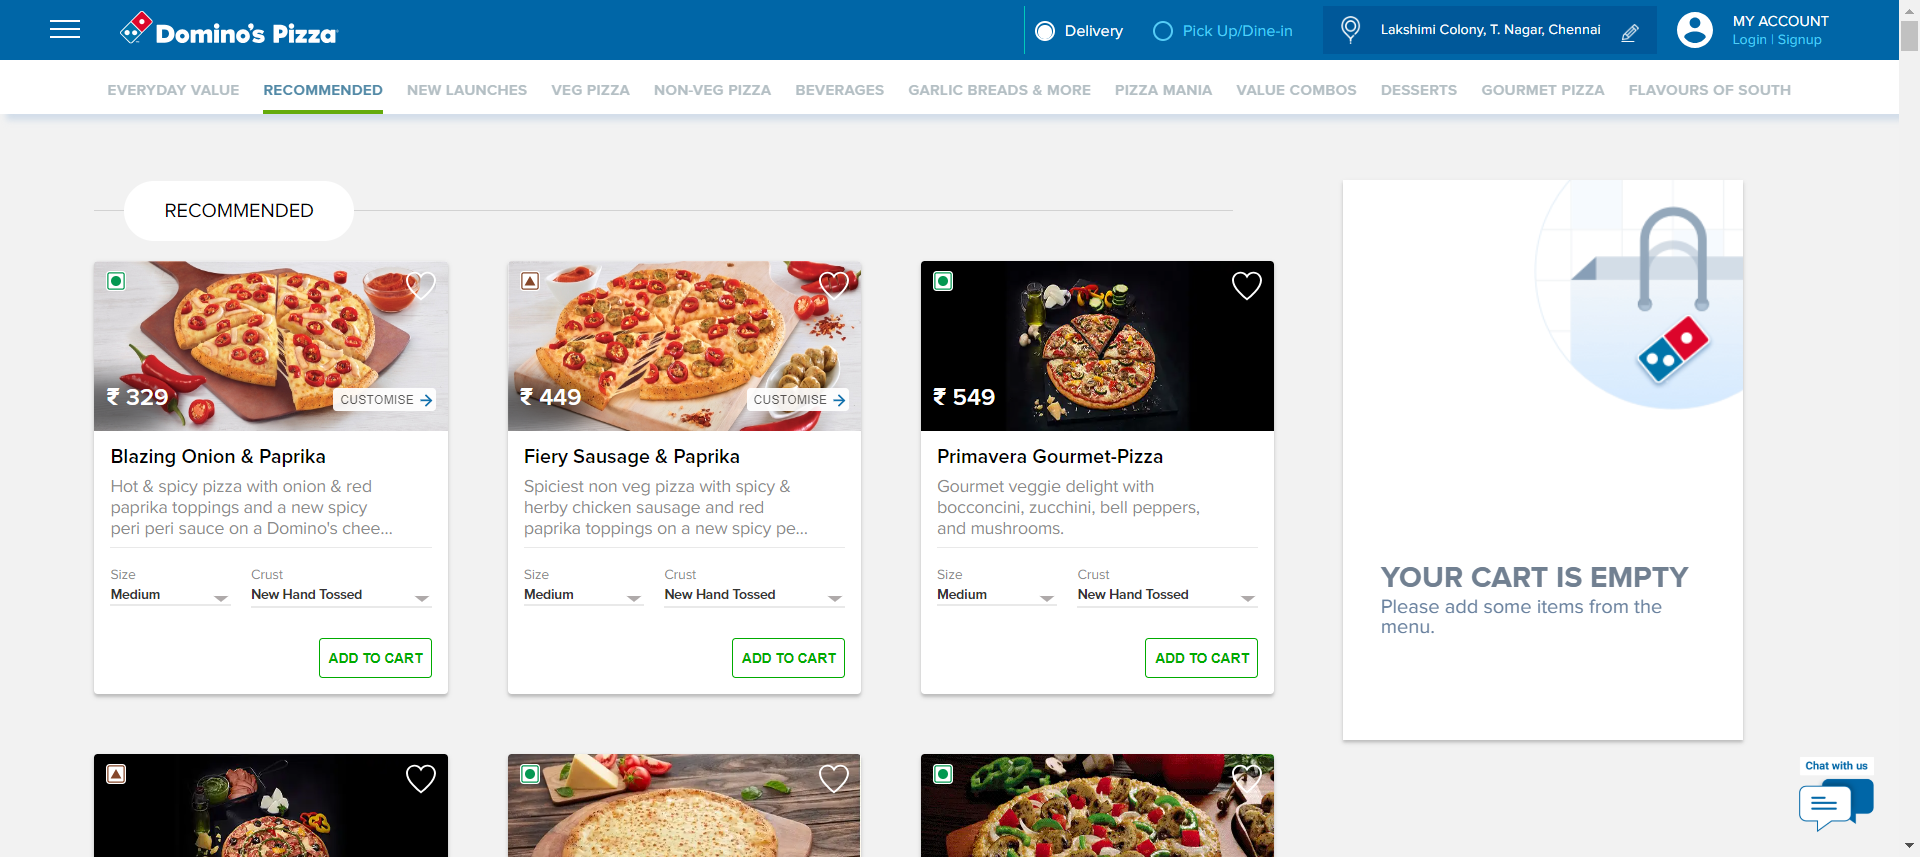 Domino's Pizza
Delivery
Pick Up/Dine-in
Lakshimi Colony, T. Nagar, Chennai
MY ACCOUNT
Login | Signup
EVERYDAY VALUE
RECOMMENDED
NEW LAUNCHES
VEG PIZZA
NON-VEG PIZZA
BEVERAGES
GARLIC BREADS & MORE
PIZZA MANIA
VALUE COMBOS
DESSERTS
GOURMET PIZZA
FLAVOURS OF SOUTH
RECOMMENDED
₹ 329
CUSTOMISE
Blazing Onion & Paprika
Hot & spicy pizza with onion & red
paprika toppings and a new spicy
peri peri sauce on a Domino's chee...
Size
Medium
Crust
New Hand Tossed
ADD TO CART
₹ 449
CUSTOMISE
Fiery Sausage & Paprika
Spiciest non veg pizza with spicy &
herby chicken sausage and red
paprika toppings on a new spicy pe...
Size
Medium
Crust
New Hand Tossed
ADD TO CART
₹ 549
Primavera Gourmet-Pizza
Gourmet veggie delight with
bocconcini, zucchini, bell peppers,
and mushrooms.
Size
Medium
Crust
New Hand Tossed
ADD TO CART
YOUR CART IS EMPTY
Please add some items from the
menu.
Chat with us